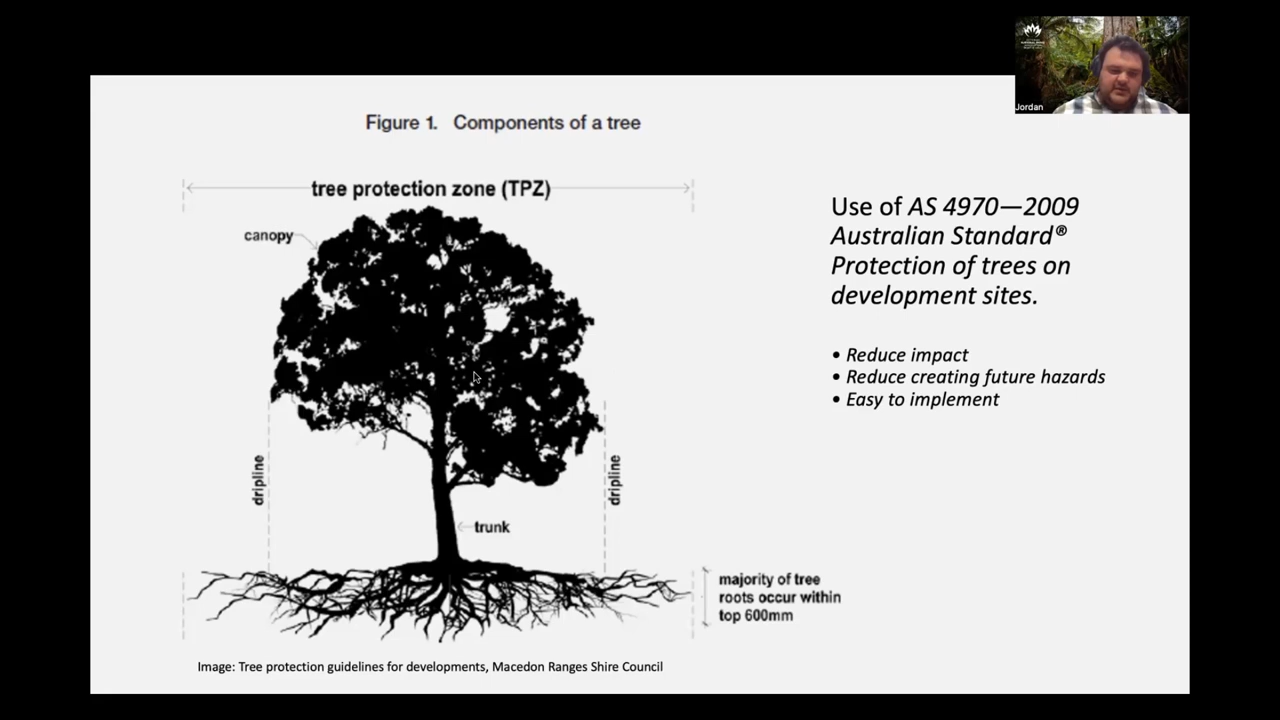 Jordan
Figure 1. Components of a tree
tree protection zone (TPZ)
canopy
dripline
dripline
trunk
majority of tree
roots occur within
top 600mm
Image: Tree protection guidelines for developments, Macedon Ranges Shire Council
Use of AS 4970—2009
Australian Standard®
Protection of trees on
development sites.
• Reduce impact
• Reduce creating future hazards
• Easy to implement